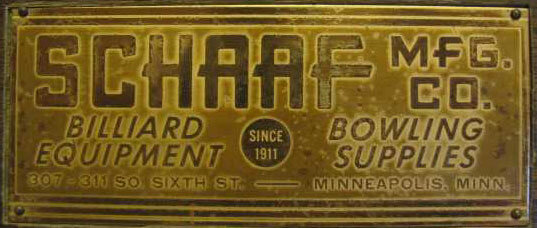 SCHAAF MFG. CO.
BILLIARD EQUIPMENT
SINCE 1911
BOWLING SUPPLIES
307-311 SO. SIXTH ST. — MINNEAPOLIS, MINN.